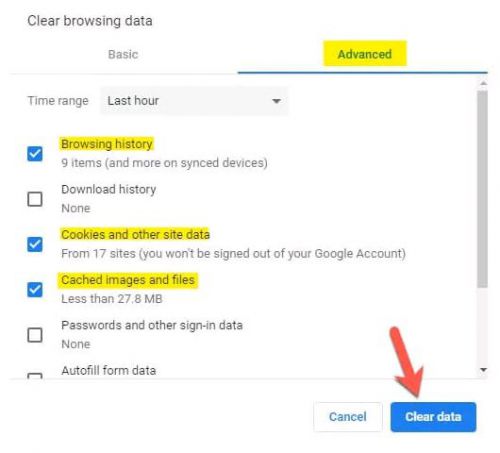 Clear browsing data
Basic
Advanced
Time range
Last hour
Browsing history
9 items (and more on synced devices)
Download history
None
Cookies and other site data
From 17 sites (you won't be signed out of your Google Account)
Cached images and files
Less than 27.8 MB
Passwords and other sign-in data
None
Autofill form data
Cancel
Clear data